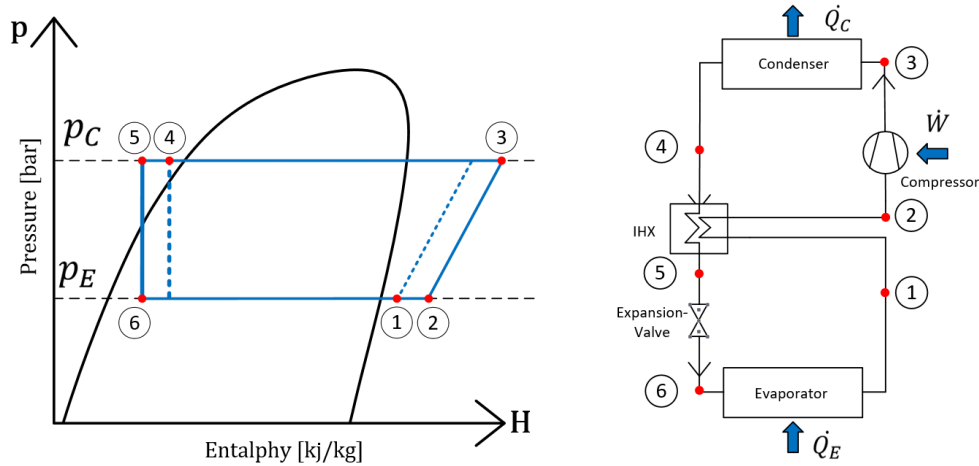 p
p_C
p_E
Pressure [bar]
5
4
3
6
1
2
H
Entalphy [kj/kg]
Q̇_C
Condenser
3
Ẇ
Compressor
4
2
IHX
5
1
Expansion-
Valve
6
Evaporator
Q̇_E